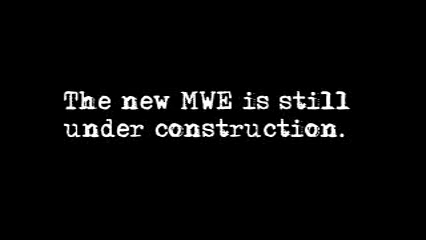 The new MWE is still
under construction.